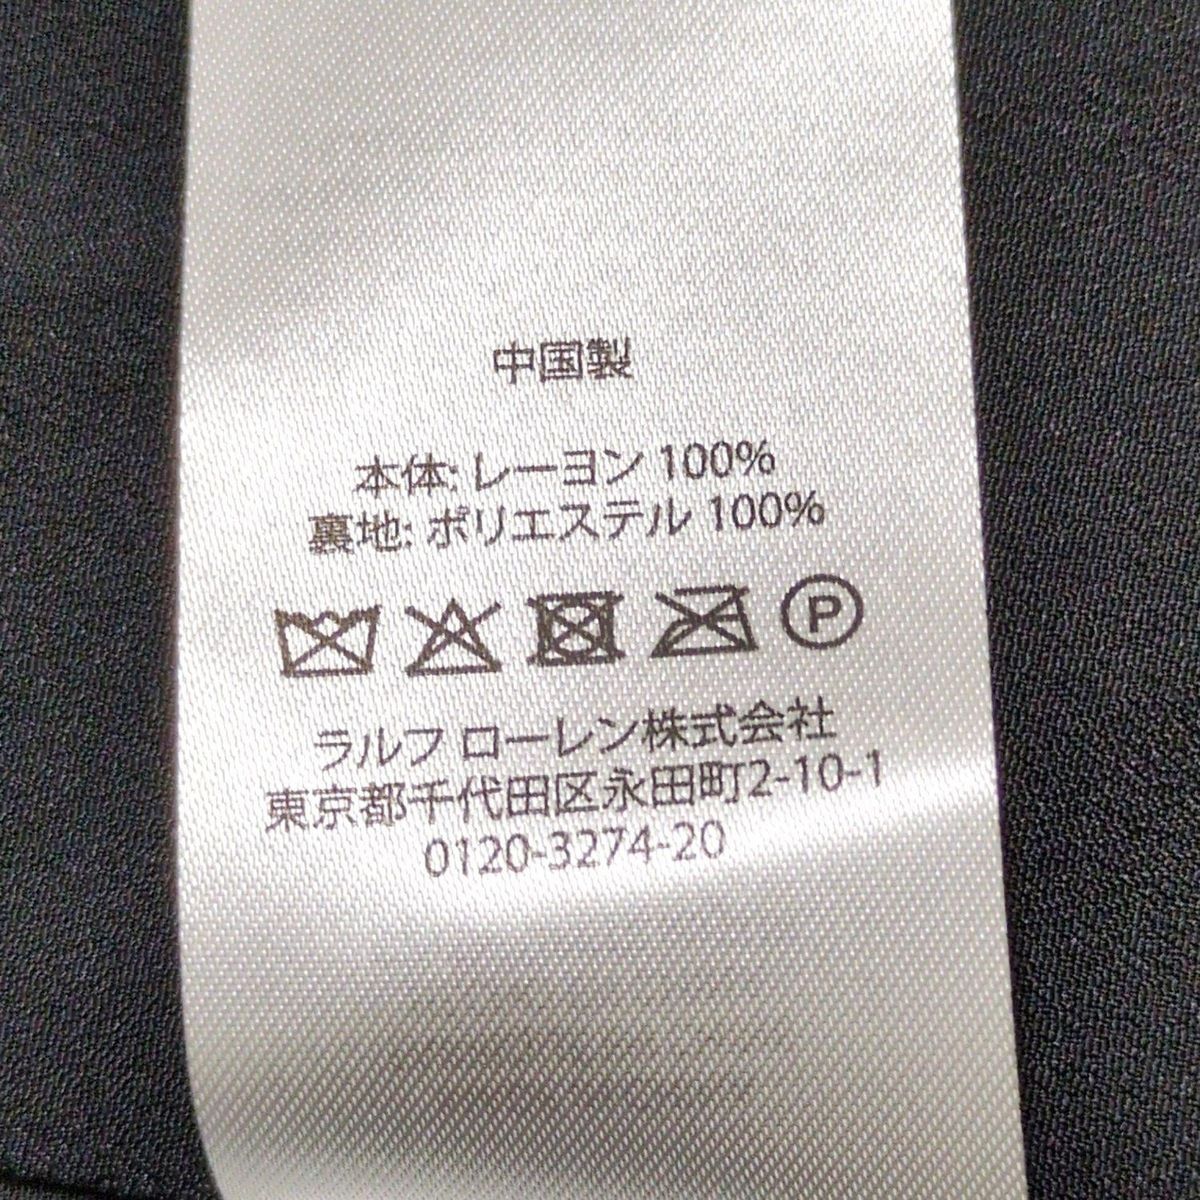 中国製
本体: レーヨン 100%
裏地: ポリエステル 100%
P
ラルフ ローレン株式会社
東京都千代田区永田町2-10-1
0120-3274-20